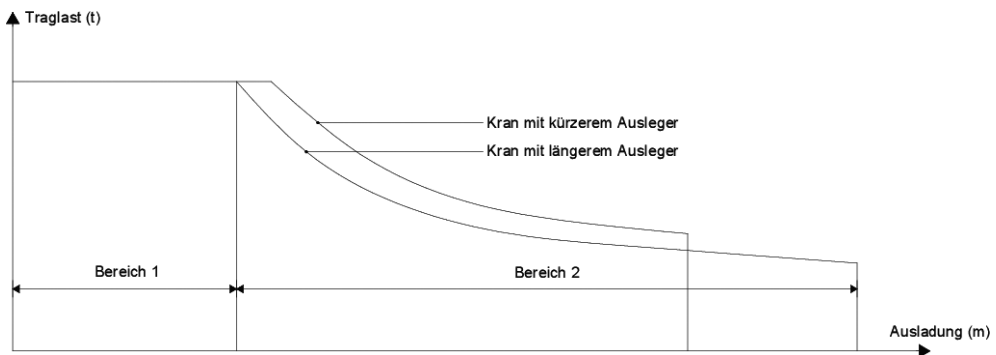 Traglast (t)
Kran mit kürzerem Ausleger
Kran mit längerem Ausleger
Bereich 1
Bereich 2
Ausladung (m)